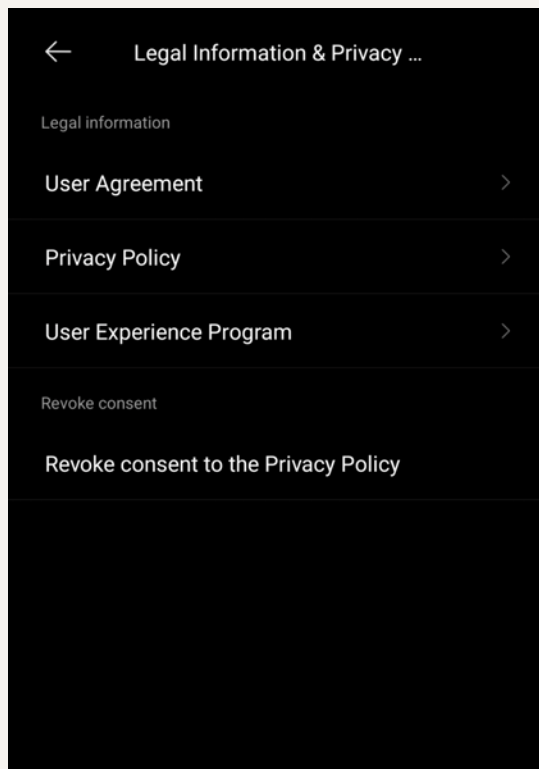 Legal Information & Privacy ...
Legal information
User Agreement
Privacy Policy
User Experience Program
Revoke consent
Revoke consent to the Privacy Policy